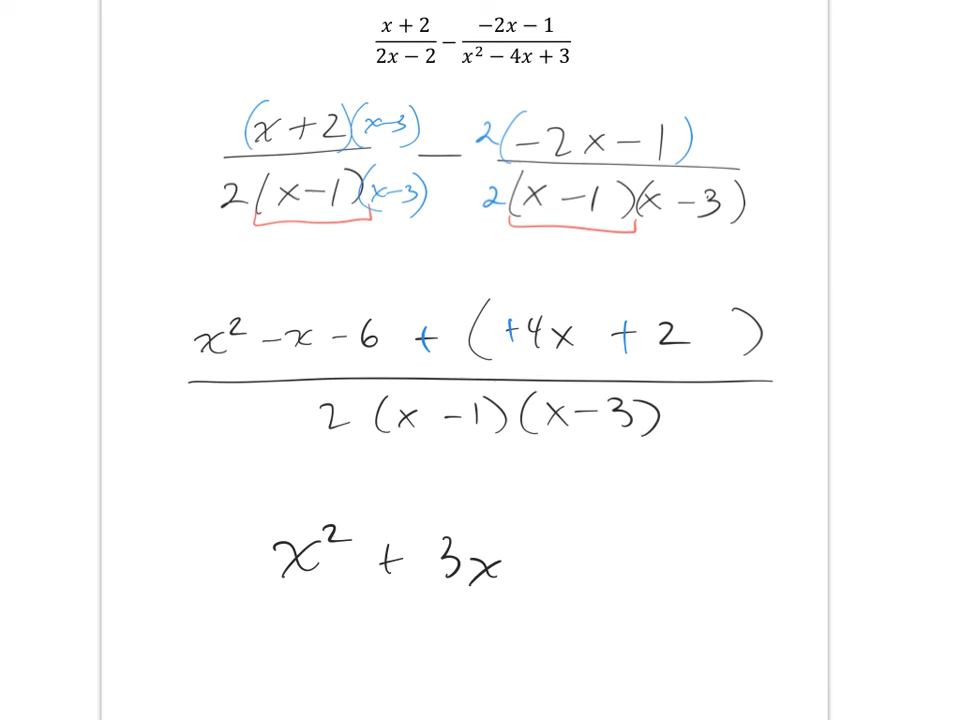 x + 2 / 2x − 2 − −2x − 1 / x² − 4x + 3
(x + 2)(x−3) / 2(x − 1)(x−3) − 2(−2x − 1) / 2(x − 1)(x − 3)
x² − x − 6 + (+4x + 2 ) / 2 (x − 1)(x − 3)
x² + 3x